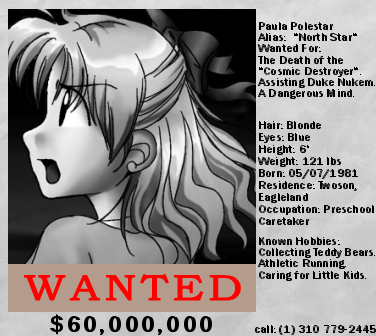 Paula Polestar
Alias: "North Star"
Wanted For:
The Death of the
"Cosmic Destroyer".
Assisting Duke Nukem.
A Dangerous Mind.
Hair: Blonde
Eyes: Blue
Height: 6'
Weight: 121 lbs
Born: 05/07/1981
Residence: Twoson,
Eagleland
Occupation: Preschool
Caretaker
Known Hobbies:
Collecting Teddy Bears.
Athletic Running.
Caring for Little Kids.
WANTED
$60,000,000
call: (1) 310 779-2445